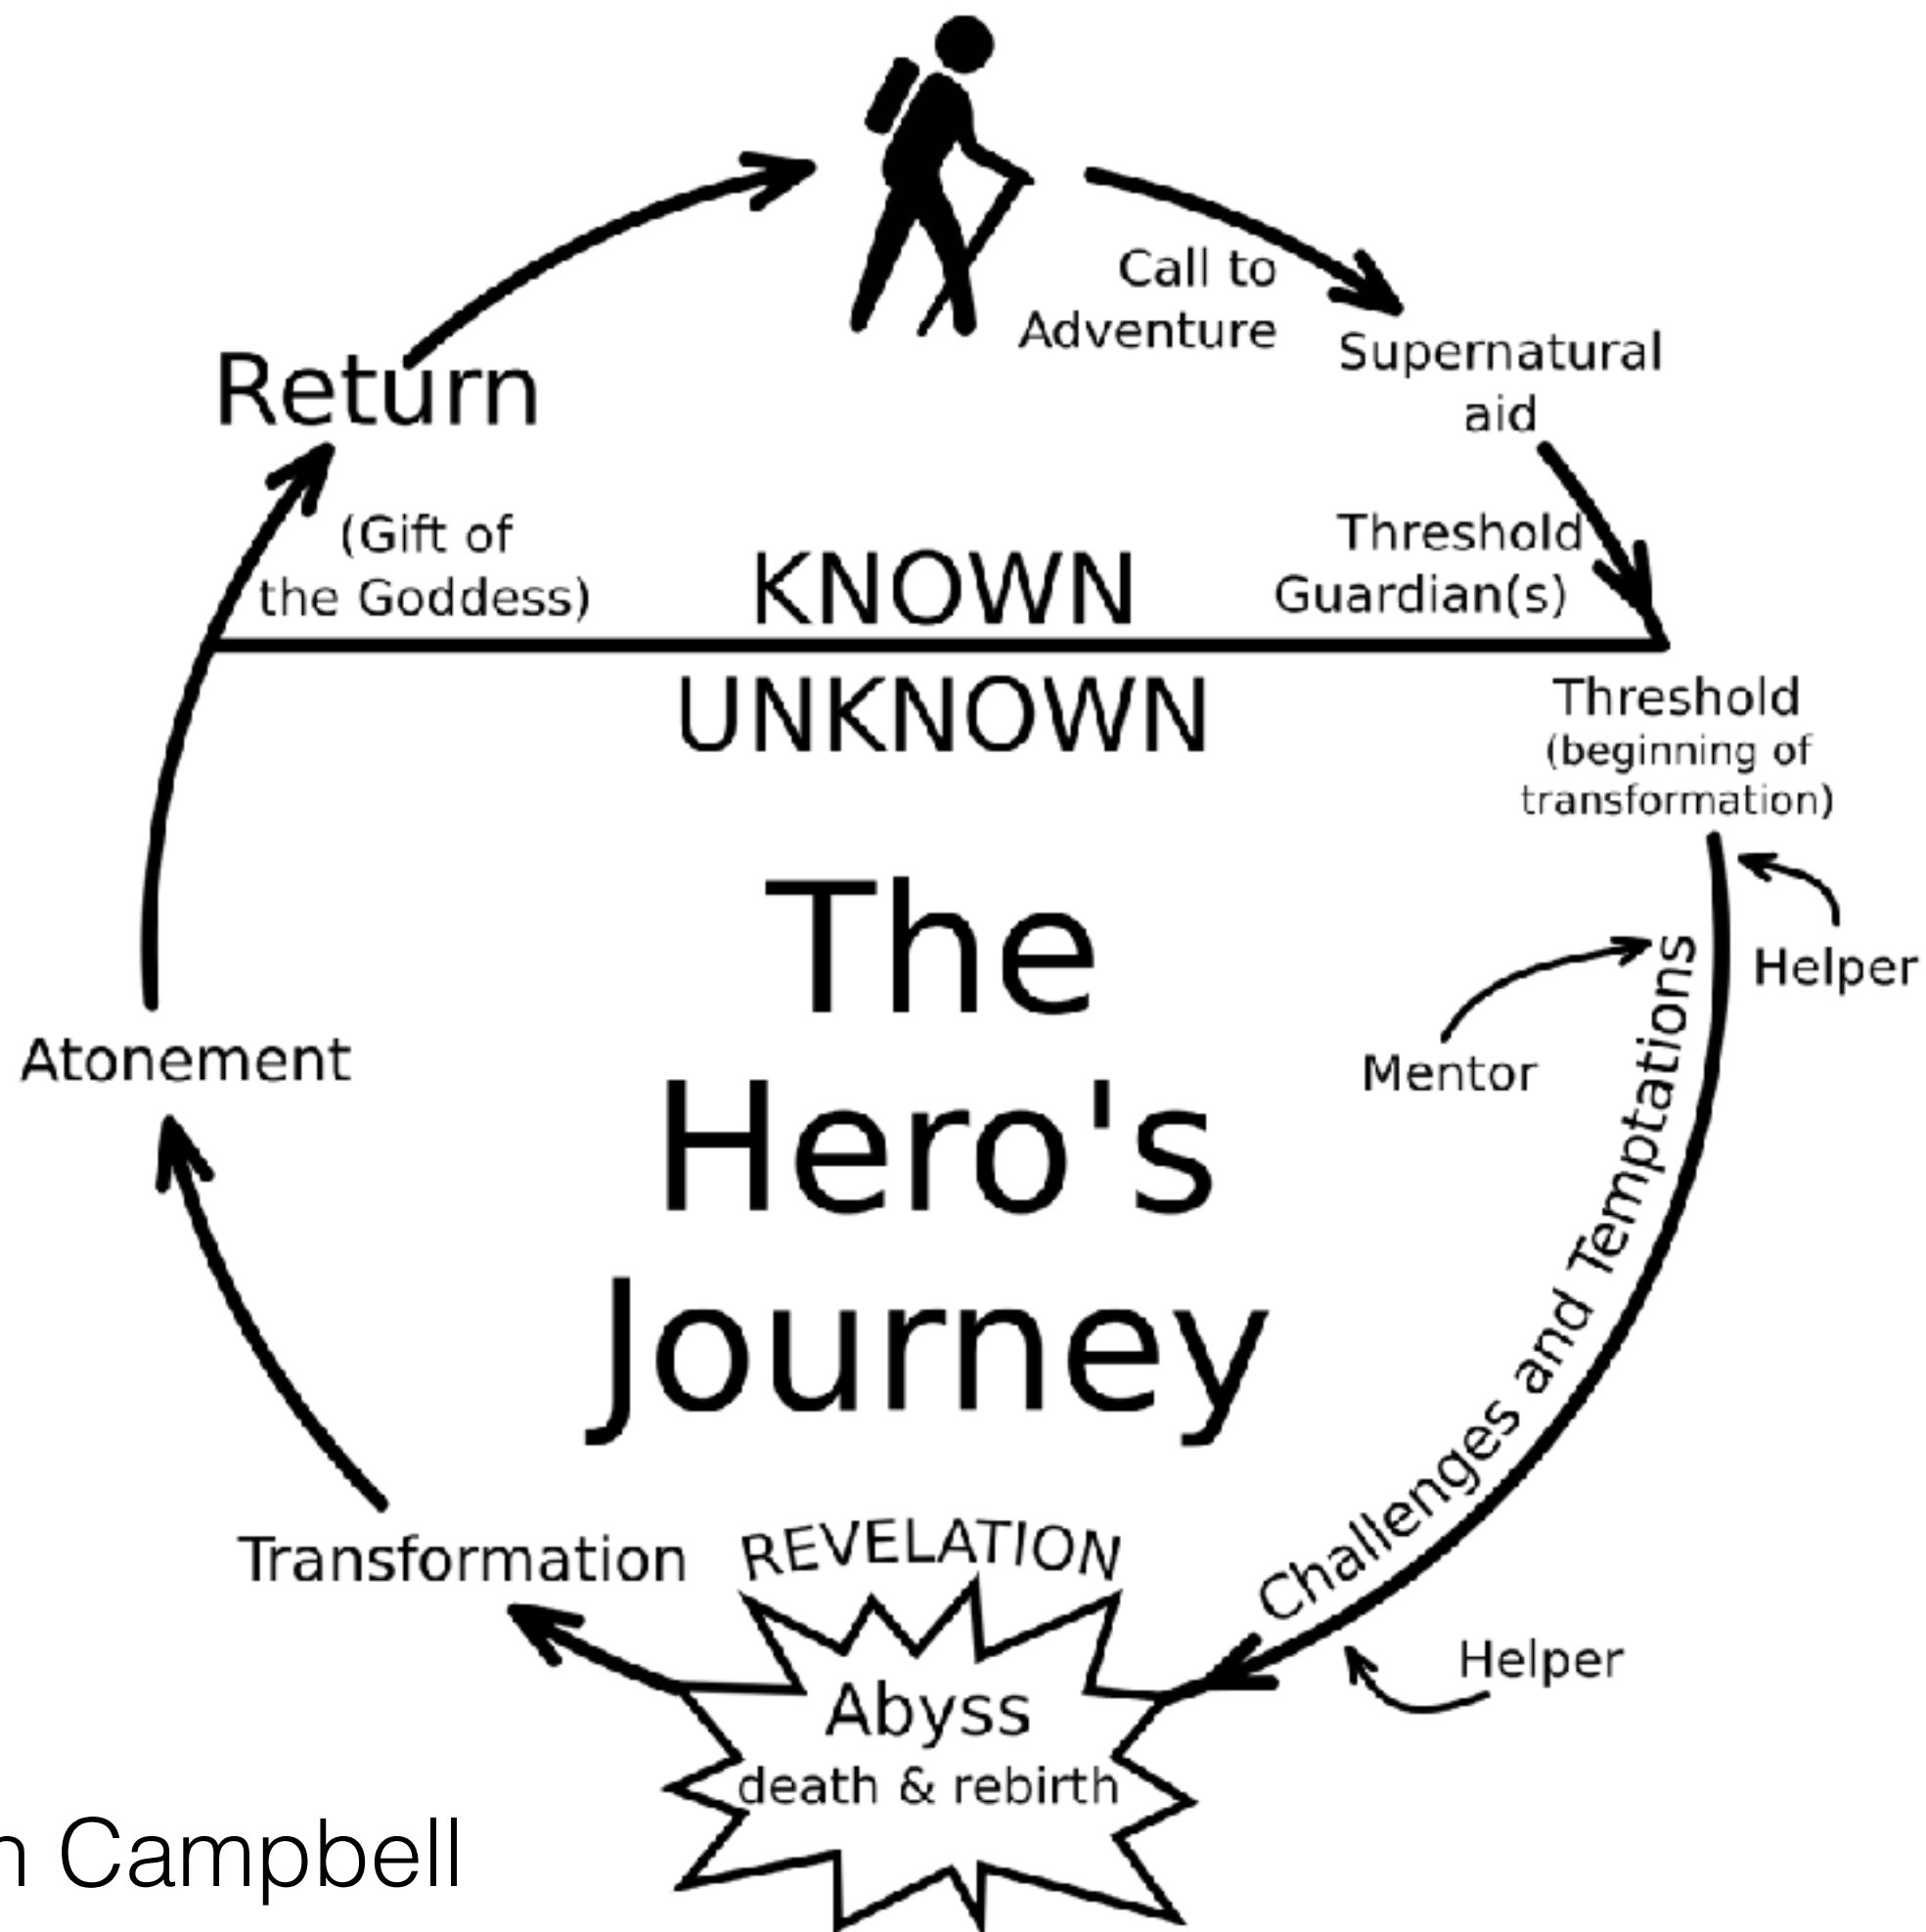 Call to
Adventure
Supernatural
aid
Return
(Gift of
the Goddess)
KNOWN
Threshold
Guardian(s)
UNKNOWN
Threshold
(beginning of
transformation)
Helper
Mentor
Challenges and Temptations
The
Hero's
Journey
Atonement
Transformation
REVELATION
Abyss
death & rebirth
Helper
Campbell